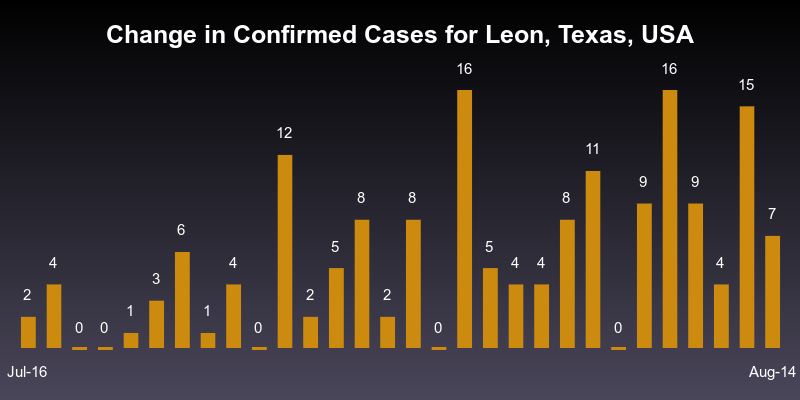 Change in Confirmed Cases for Leon, Texas, USA
2 4 0 0 1 3 6 1 4 0 12 2 5 8 2 8 0 16 5 4 4 8 11 0 9 16 9 4 15 7
Jul-16 Aug-14